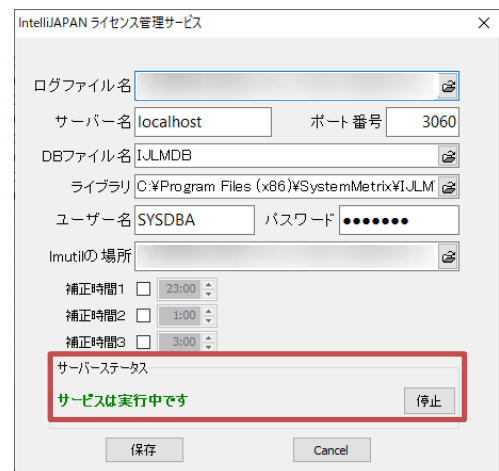 IntelliJAPAN ライセンス管理サービス
ログファイル名
サーバー名 localhost ポート番号 3060
DBファイル名 IJLMDB
ライブラリ C:¥Program Files (x86)¥SystemMetrix¥IJLM
ユーザー名 SYSDBA パスワード ●●●●●●●
lmutilの場所
補正時間1 23:00
補正時間2 1:00
補正時間3 3:00
サーバーステータス
サービスは実行中です 停止
保存 Cancel